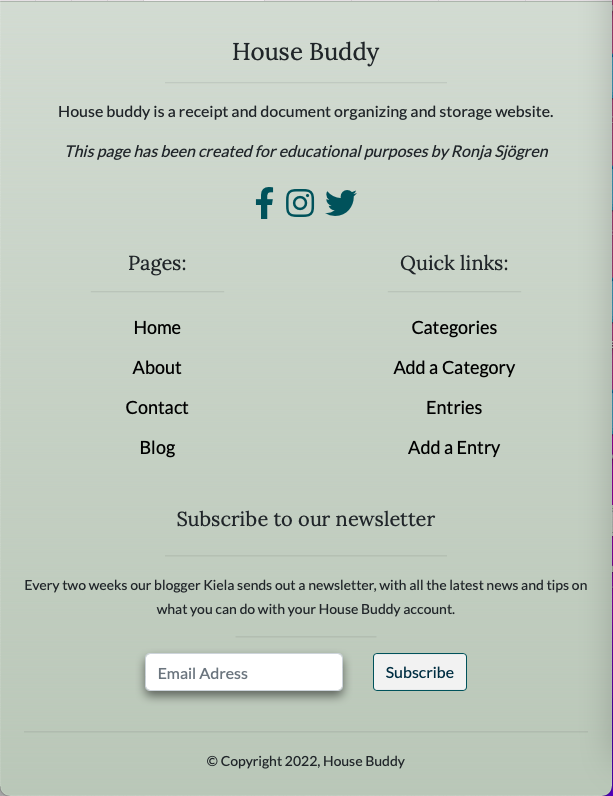 House Buddy
House buddy is a receipt and document organizing and storage website.
This page has been created for educational purposes by Ronja Sjögren
Pages:
Home
About
Contact
Blog
Quick links:
Categories
Add a Category
Entries
Add a Entry
Subscribe to our newsletter
Every two weeks our blogger Kiela sends out a newsletter, with all the latest news and tips on
what you can do with your House Buddy account.
Email Adress
Subscribe
© Copyright 2022, House Buddy